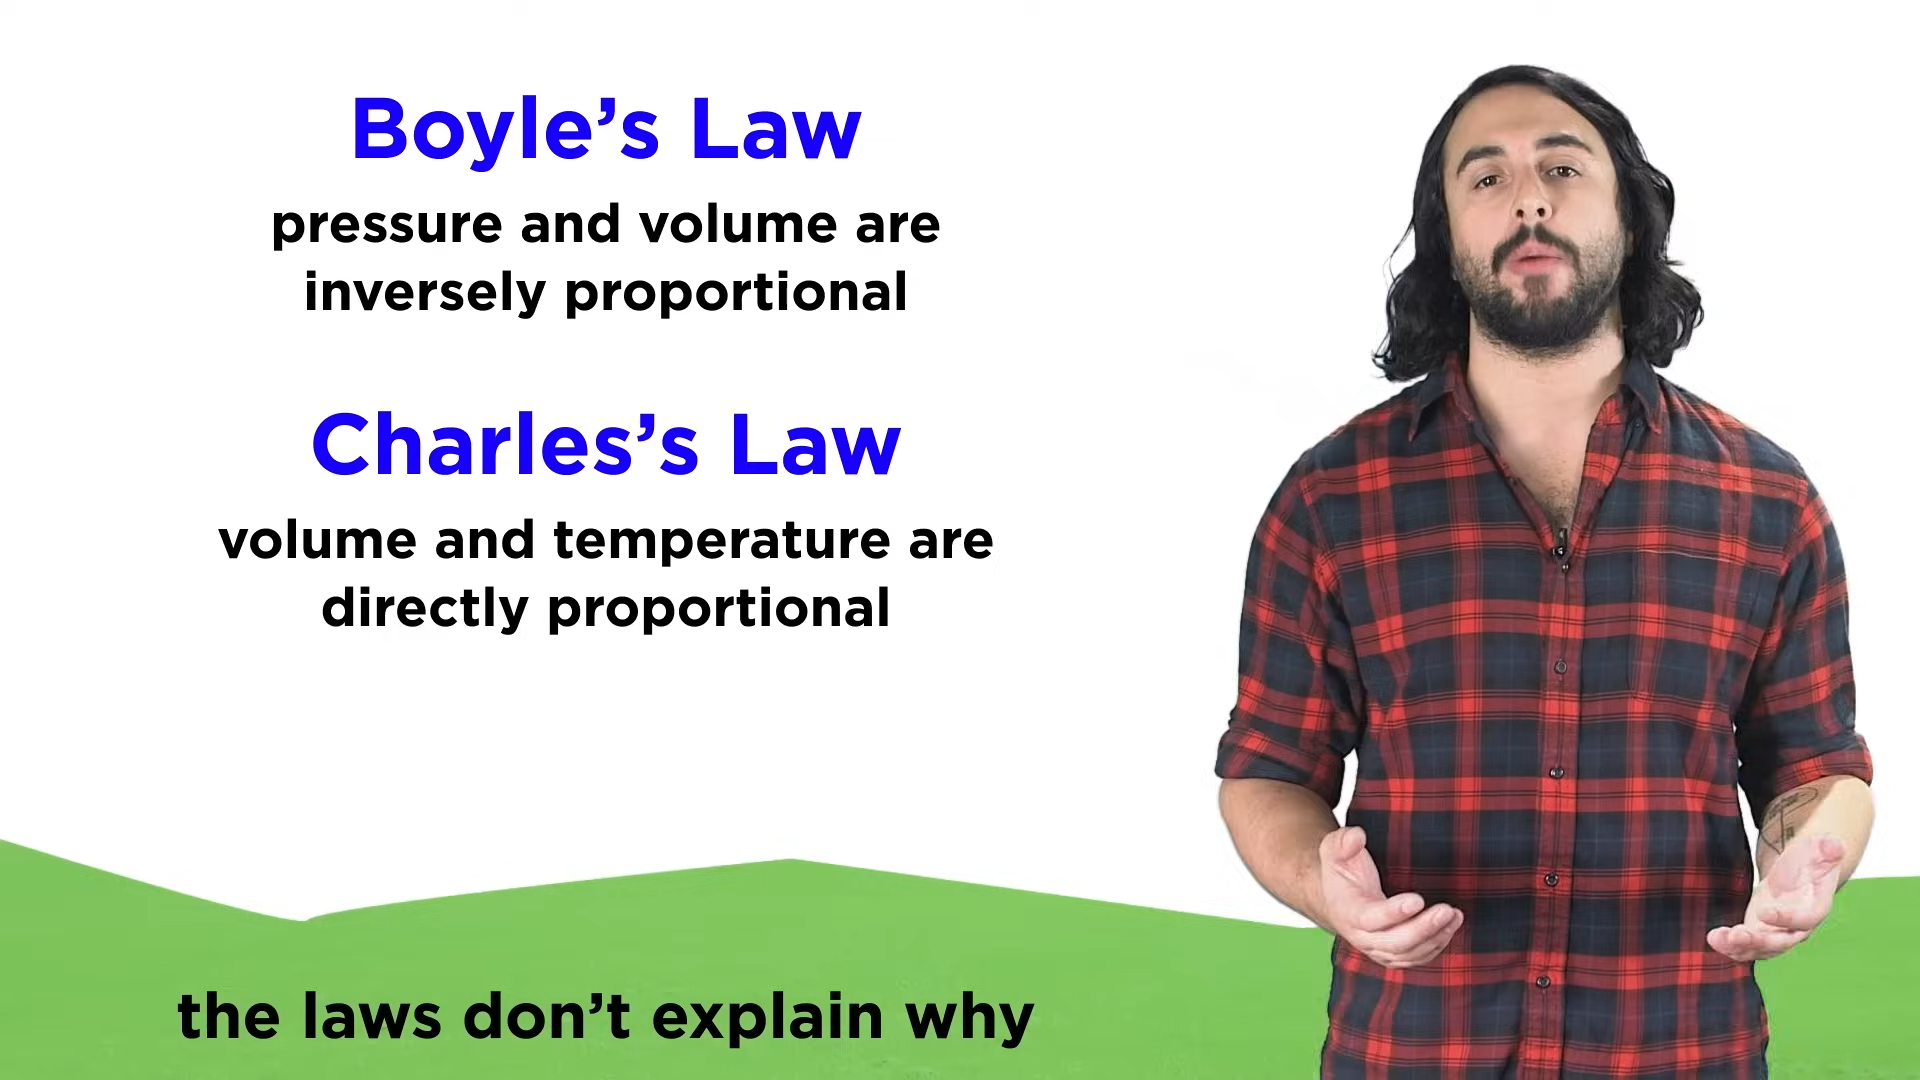 Boyle’s Law
pressure and volume are
inversely proportional
Charles’s Law
volume and temperature are
directly proportional
the laws don’t explain why